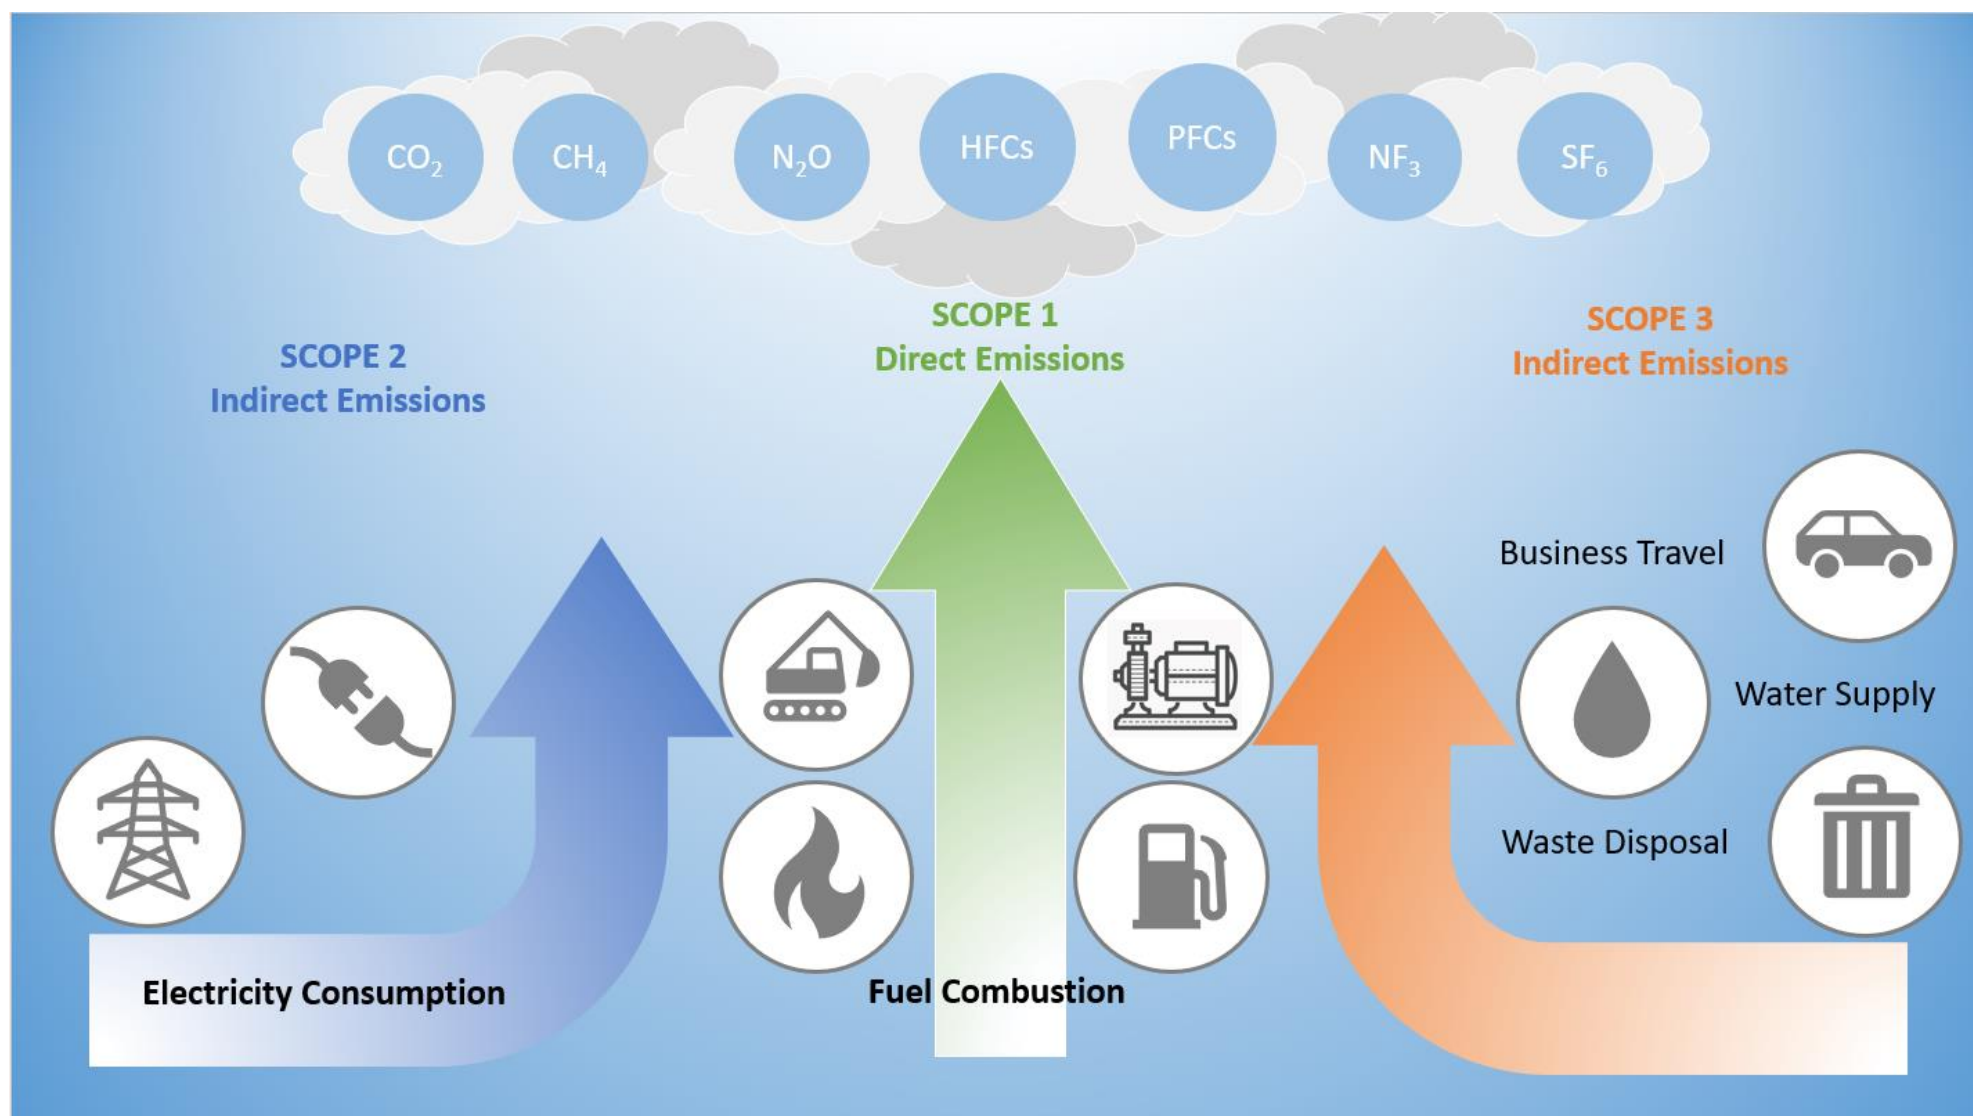 CO₂
CH₄
N₂O
HFCs
PFCs
NF₃
SF₆
SCOPE 2
Indirect Emissions
SCOPE 1
Direct Emissions
SCOPE 3
Indirect Emissions
Business Travel
Water Supply
Waste Disposal
Electricity Consumption
Fuel Combustion